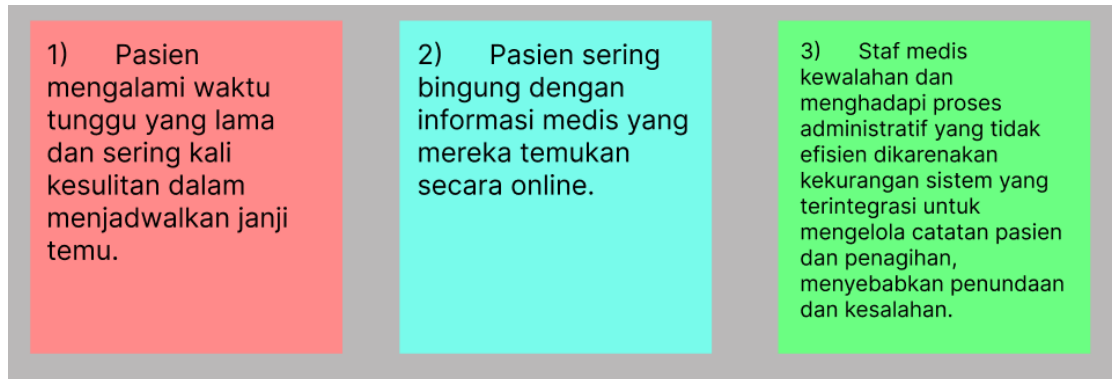 1) Pasien
mengalami waktu
tunggu yang lama
dan sering kali
kesulitan dalam
menjadwalkan janji
temu.
2) Pasien sering
bingung dengan
informasi medis yang
mereka temukan
secara online.
3) Staf medis
kewalahan dan
menghadapi proses
administratif yang tidak
efisien dikarenakan
kekurangan sistem yang
terintegrasi untuk
mengelola catatan pasien
dan penagihan,
menyebabkan penundaan
dan kesalahan.